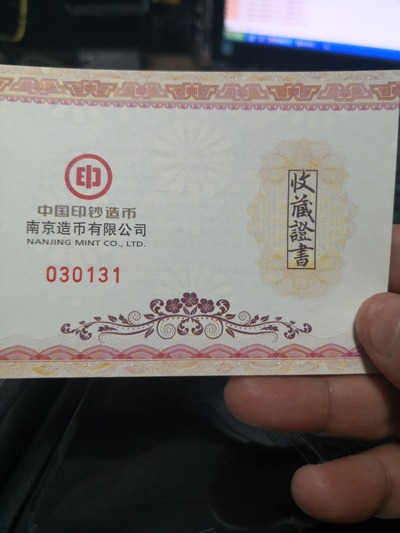 中国印钞造币
南京造币有限公司
NANJING MINT CO., LTD.
030131
收藏證書